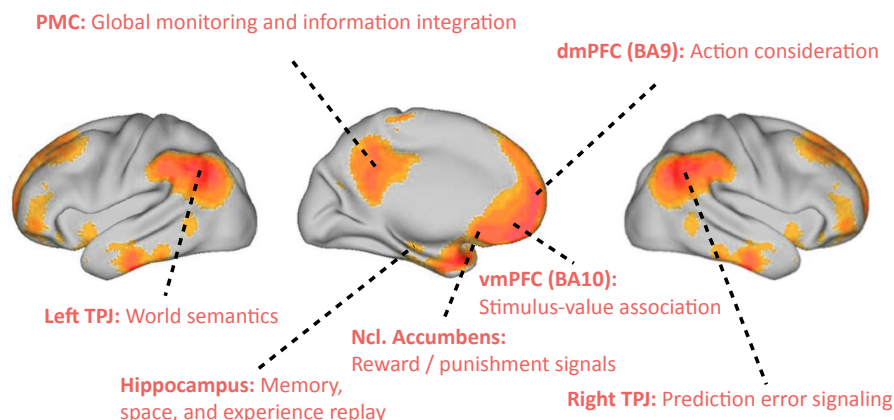 PMC: Global monitoring and information integration
dmPFC (BA9): Action consideration
vmPFC (BA10):
Stimulus-value association
Left TPJ: World semantics
Ncl. Accumbens:
Reward / punishment signals
Hippocampus: Memory,
space, and experience replay
Right TPJ: Prediction error signaling